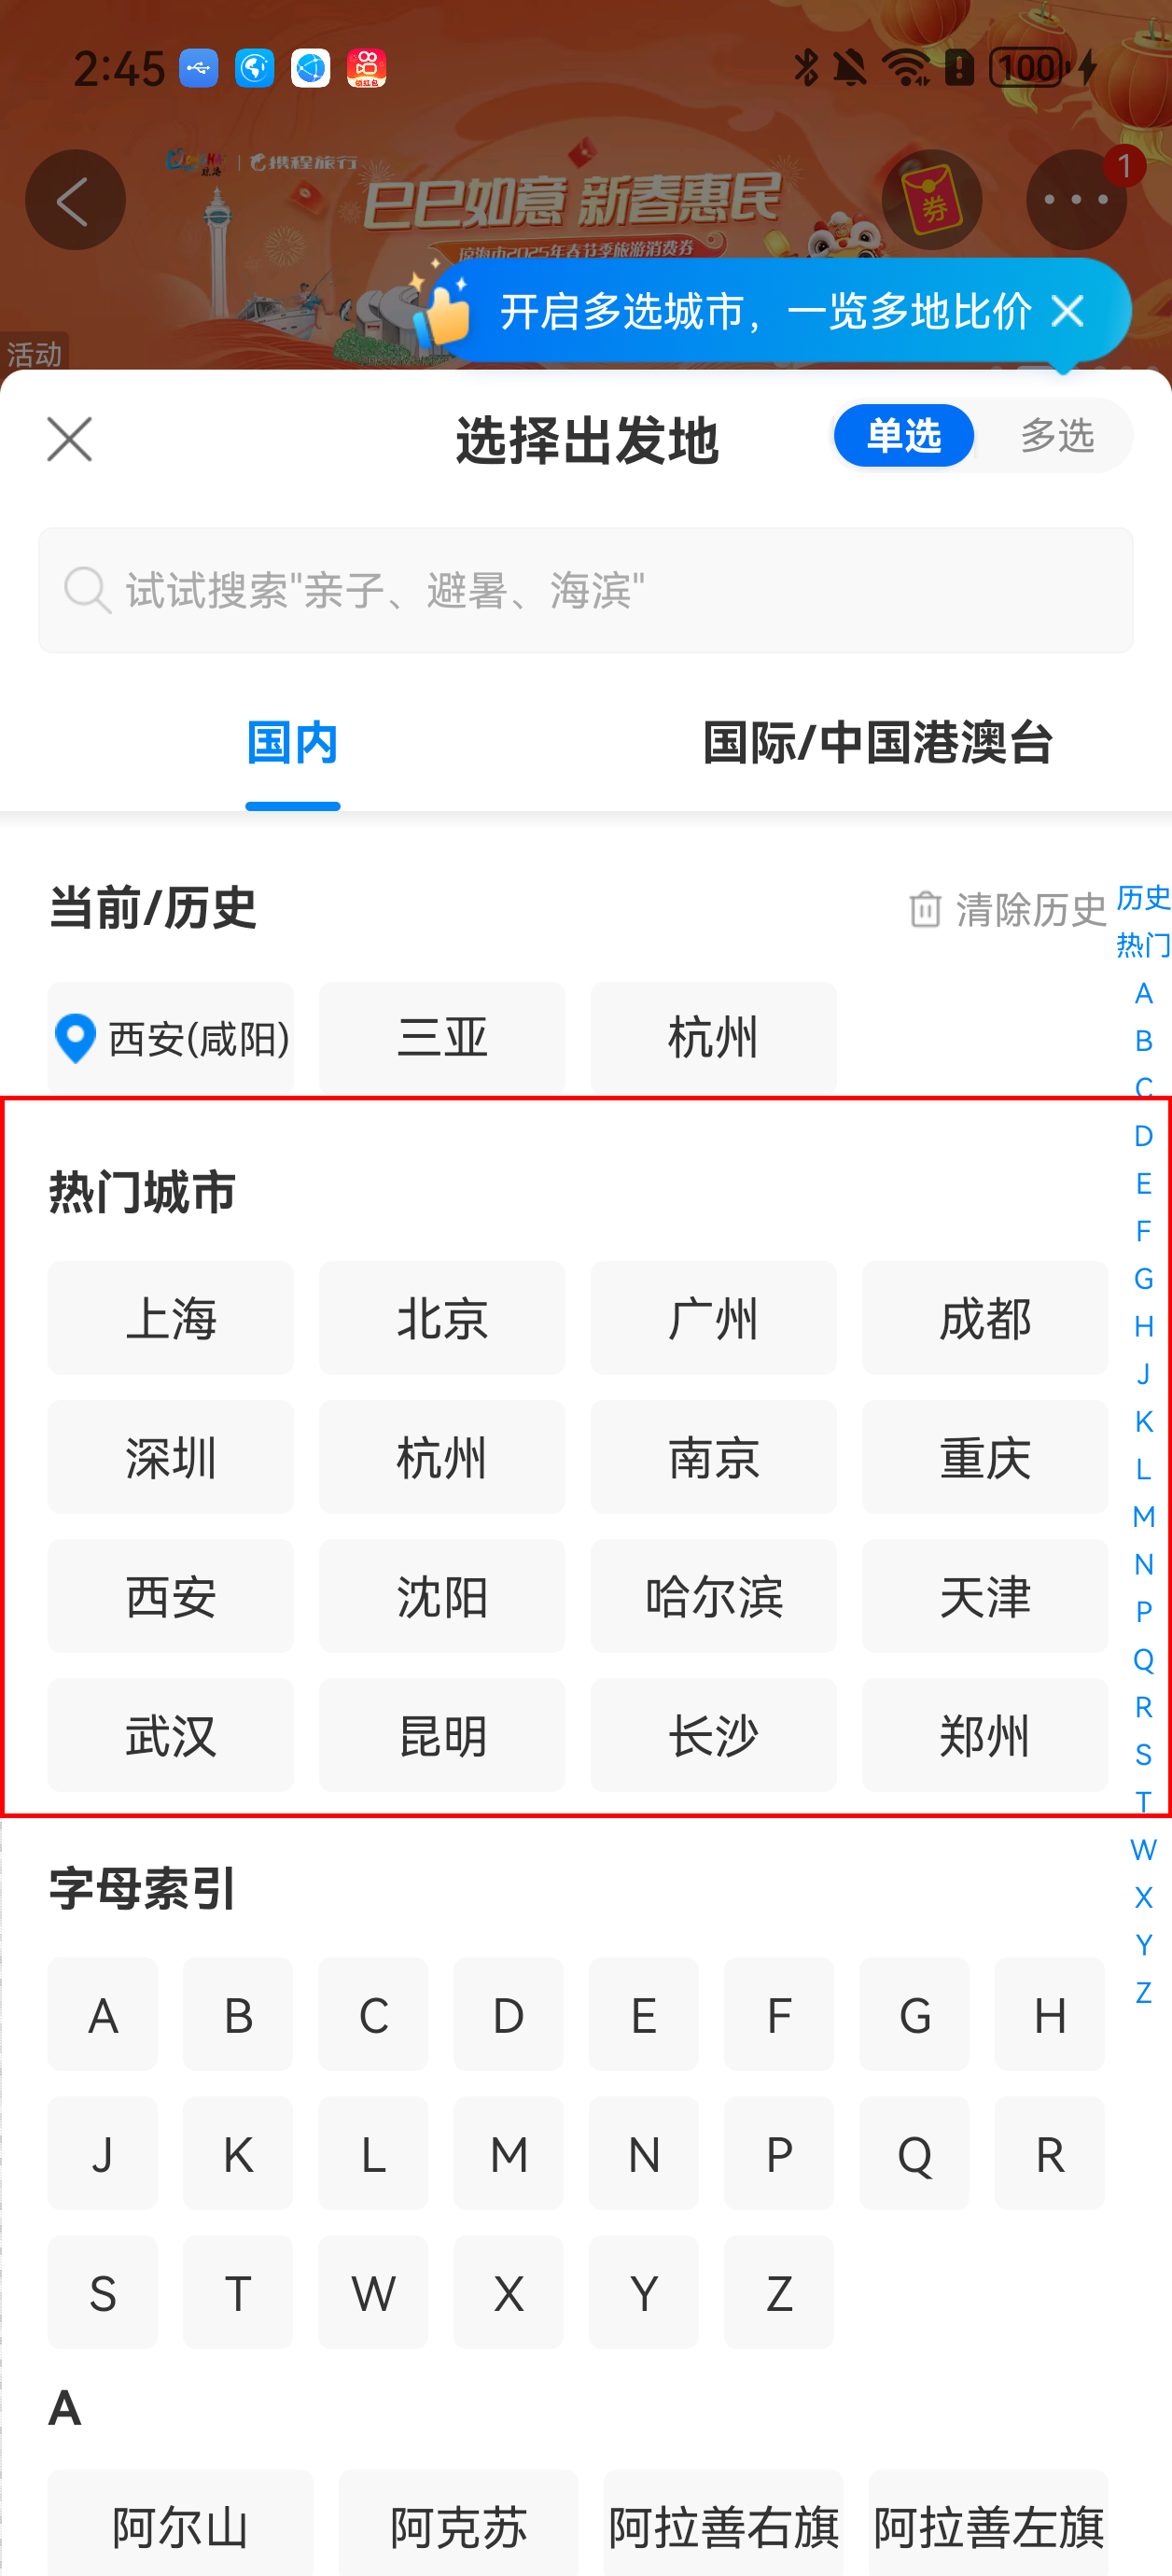 2:45
100
携程旅行
巳巳如意 新春惠民
琼海市2025年春节季旅游消费券
券
1
开启多选城市，一览多地比价
活动
选择出发地
单选
多选
试试搜索"亲子、避暑、海滨"
国内
国际/中国港澳台
当前/历史
清除历史
历史
热门
西安(咸阳)
三亚
杭州
热门城市
上海
北京
广州
成都
深圳
杭州
南京
重庆
西安
沈阳
哈尔滨
天津
武汉
昆明
长沙
郑州
A
B
C
D
E
F
G
H
J
K
L
M
N
P
Q
R
S
T
W
X
Y
Z
字母索引
A B C D E F G H
J K L M N P Q R
S T W X Y Z
A
阿尔山
阿克苏
阿拉善右旗
阿拉善左旗